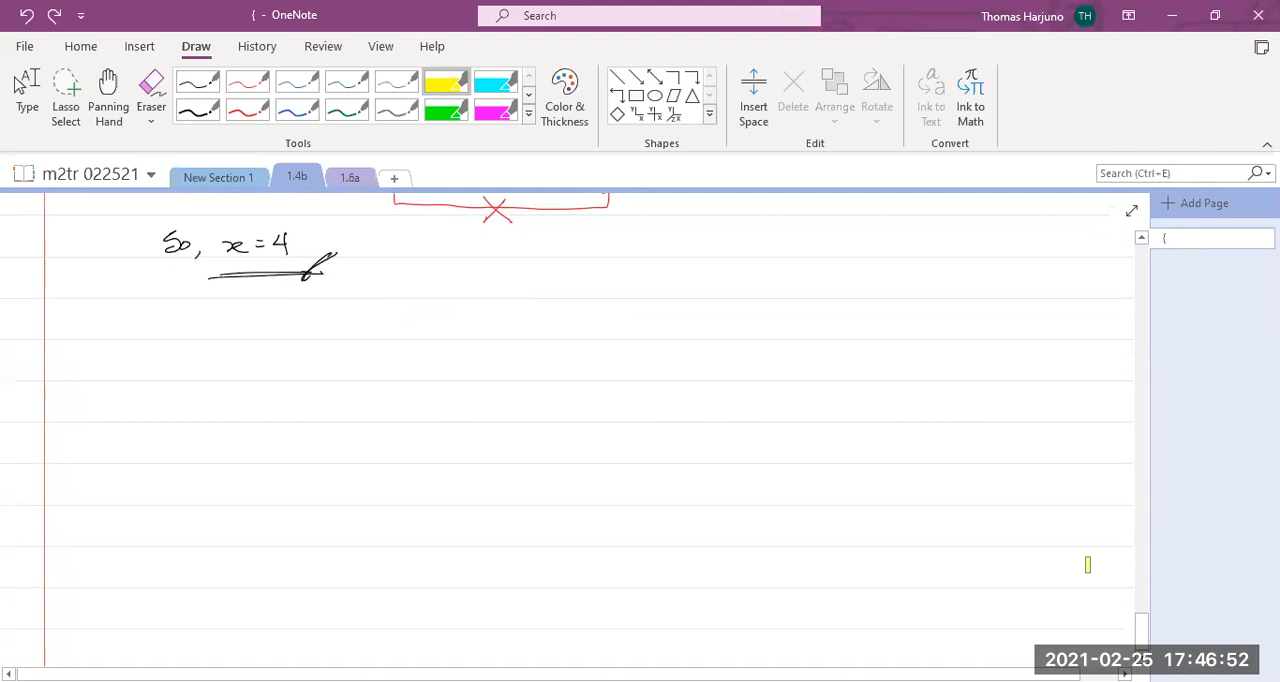 { - OneNote
Search
Thomas Harjuno TH
File Home Insert Draw History Review View Help
Type
Lasso Select
Panning Hand
Eraser
Color & Thickness
Insert Space
Delete
Arrange
Rotate
Ink to Text
Ink to Math
Tools
Shapes
Edit
Convert
m2tr 022521
New Section 1
1.4b
1.6a
Search (Ctrl+E)
Add Page
{
So, x = 4
2021-02-25 17:46:52